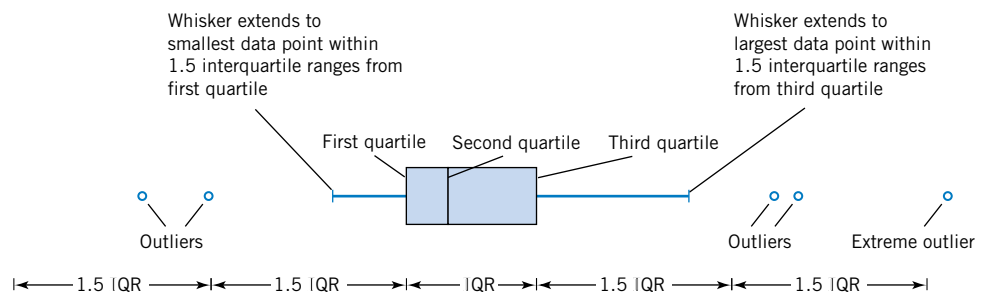 Whisker extends to
smallest data point within
1.5 interquartile ranges from
first quartile
Whisker extends to
largest data point within
1.5 interquartile ranges
from third quartile
First quartile
Second quartile
Third quartile
Outliers
Outliers
Extreme outlier
1.5 IQR
1.5 IQR
IQR
1.5 IQR
1.5 IQR